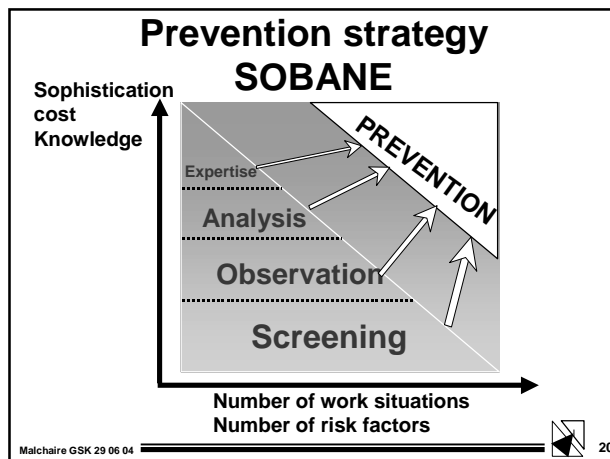 Prevention strategy
SOBANE
Sophistication
cost
Knowledge
PREVENTION
Expertise
Analysis
Observation
Screening
Number of work situations
Number of risk factors
Malchaire GSK 29 06 04
20